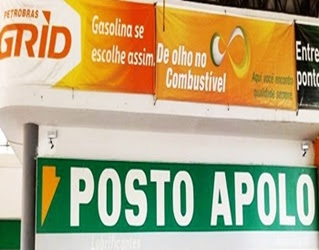 PETROBRAS
GRID
Gasolina se
escolhe assim.
De olho no
Combustível
Aqui você encontra
qualidade sempre
Entre
ponto
POSTO APOLO
Lubrificantes